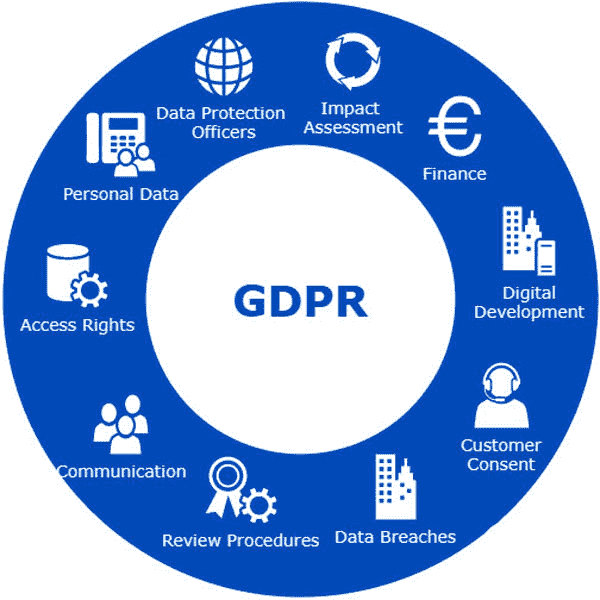 GDPR
Impact
Assessment
Finance
Digital
Development
Customer
Consent
Data Breaches
Review Procedures
Communication
Access Rights
Personal Data
Data Protection
Officers